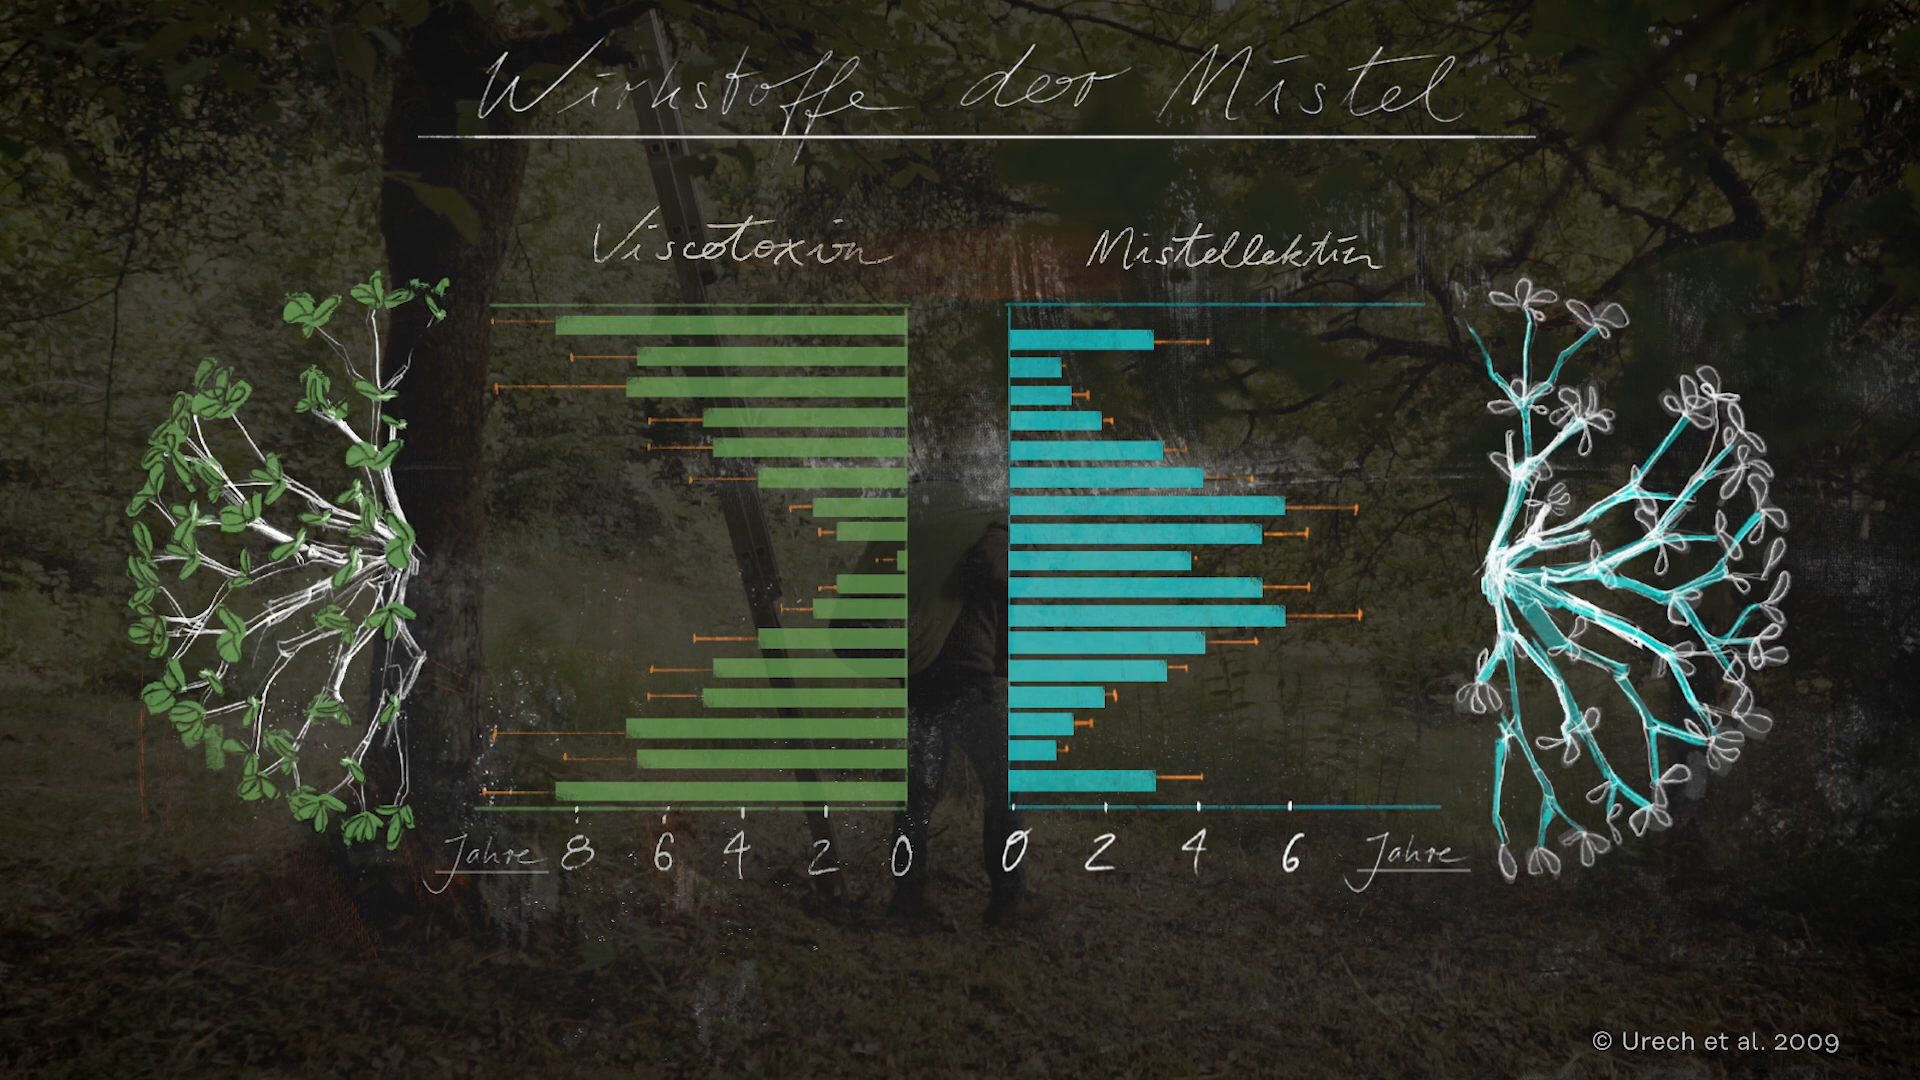 Wirkstoffe der Mistel
Viscotoxin
Mistellektin
Jahre 8 6 4 2 0
0 2 4 6 Jahre
© Urech et al. 2009